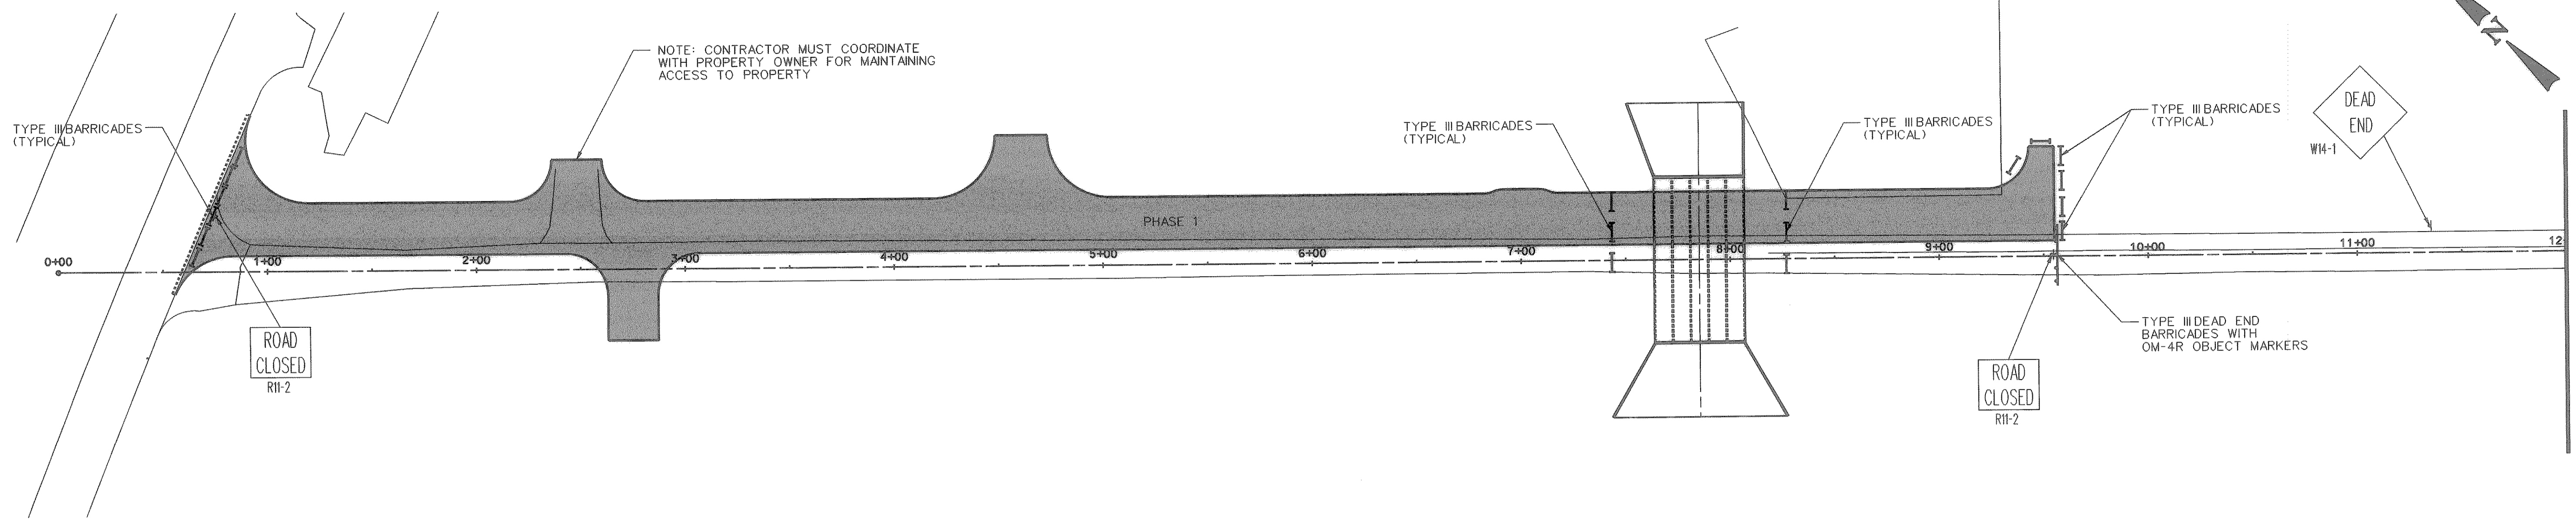 NOTE: CONTRACTOR MUST COORDINATE
WITH PROPERTY OWNER FOR MAINTAINING
ACCESS TO PROPERTY
TYPE III BARRICADES
(TYPICAL)
TYPE III BARRICADES
(TYPICAL)
TYPE III BARRICADES
(TYPICAL)
TYPE III BARRICADES
(TYPICAL)
DEAD
END
W14-1
N
PHASE 1
0+00
1+00
2+00
3+00
4+00
5+00
6+00
7+00
8+00
9+00
10+00
11+00
12
ROAD
CLOSED
R11-2
TYPE III DEAD END
BARRICADES WITH
OM-4R OBJECT MARKERS
ROAD
CLOSED
R11-2